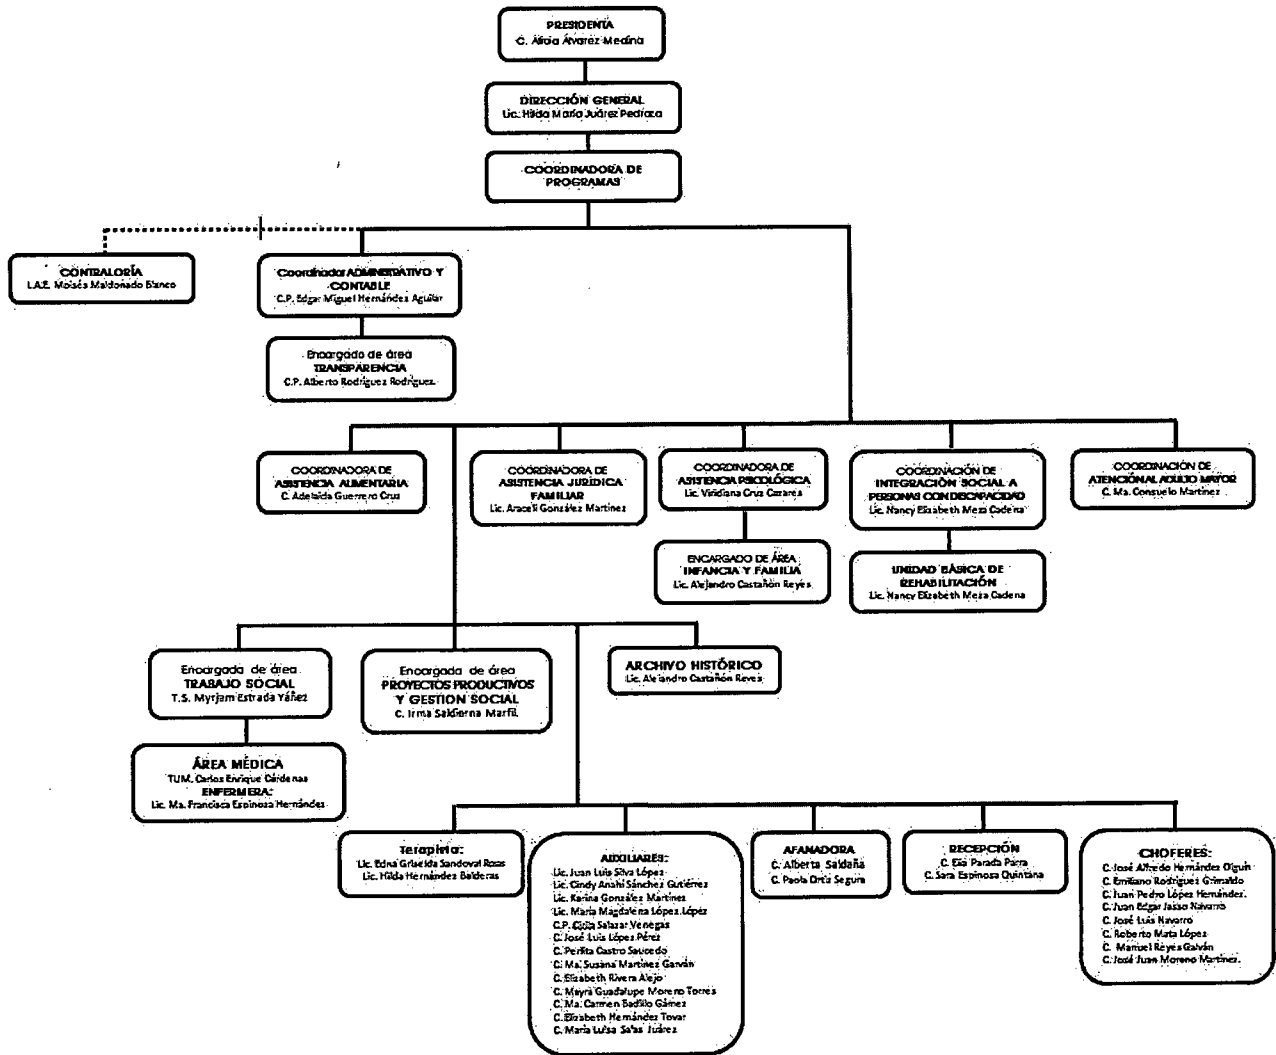 PRESIDENTA
C. Alicia Álvarez Medina
DIRECCIÓN GENERAL
Lic. Hilda María Juárez Pedraza
COORDINADORA DE
PROGRAMAS
CONTRALORÍA
L.A.E. Moisés Maldonado Blanco
Coordinador ADMINISTRATIVO Y
CONTABLE
C.P. Edgar Miguel Hernández Aguilar
Encargado de área
TRANSPARENCIA
C.P. Alberto Rodríguez Rodríguez.
COORDINADORA DE
ASISTENCIA ALIMENTARIA
C. Adelaida Guerrero Cruz
COORDINADORA DE
ASISTENCIA JURÍDICA
FAMILIAR
Lic. Araceli González Martínez
COORDINADORA DE
ASISTENCIA PSICOLÓGICA
Lic. Viridiana Cruz Cazares
COORDINACIÓN DE
INTEGRACIÓN SOCIAL A
PERSONAS CON DISCAPACIDAD
Lic. Nancy Elizabeth Meza Cadena
COORDINACIÓN DE
ATENCIÓN AL ADULTO MAYOR
C. Ma. Consuelo Martínez
ENCARGADO DE ÁREA
INFANCIA Y FAMILIA
Lic. Alejandro Castañón Reyes
UNIDAD BÁSICA DE
REHABILITACIÓN
Lic. Nancy Elizabeth Meza Cadena
Encargada de área
TRABAJO SOCIAL
T.S. Myrjam Estrada Yáñez
Encargada de área
PROYECTOS PRODUCTIVOS
Y GESTION SOCIAL
C. Irma Saldierna Marfil
ARCHIVO HISTÓRICO
Lic. Alejandro Castañón Reyes
ÁREA MÉDICA
TUM. Carlos Enrique Cárdenas
ENFERMERA:
Lic. Ma. Francisca Espinosa Hernández
Terapista:
Lic. Edna Griselda Sandoval Rosas
Lic. Hilda Hernández Balderas
AUXILIARES:
Lic. Juan Luis Silva López
Lic. Cindy Anahí Sánchez Gutiérrez
Lic. Karina González Martínez
Lic. María Magdalena López López
C.P. Salazar Venegas
C. José Luis López Pérez
C. Perlita Castro Saucedo
C. Ma. Susana Martínez Garván
C. Elizabeth Rivera Alejo
C. Mayra Guadalupe Moreno Torres
C. Ma. Carmen Badillo Gámez
C. Elizabeth Hernández Tovar
C. María Luisa Salas Juárez
AFANADORA
C. Alberta Saldaña
C. Paola Ortiz Segura
RECEPCIÓN
C. Elia Parada Parra
C. Sara Espinosa Quintana
CHOFERES:
C. José Alfredo Hernández Olguín
C. Emiliano Rodríguez Grimaldo
C. Juan Pedro López Hernández.
C. Juan Edgar Jasso Navarro
C. José Luis Navarro
C. Roberto Mata López
C. Manuel Reyes Galván
C. José Juan Moreno Martínez.